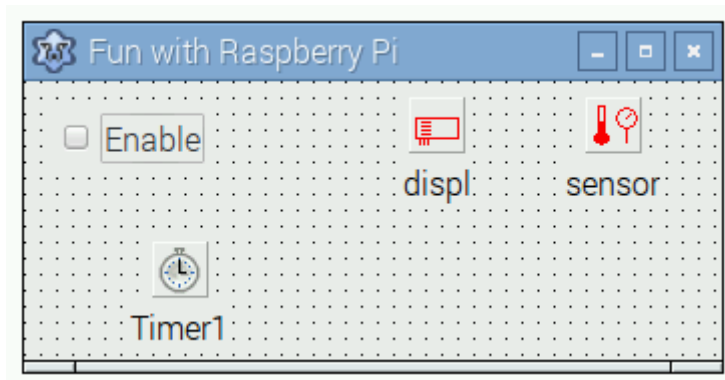 Fun with Raspberry Pi
Enable
displ
sensor
Timer1